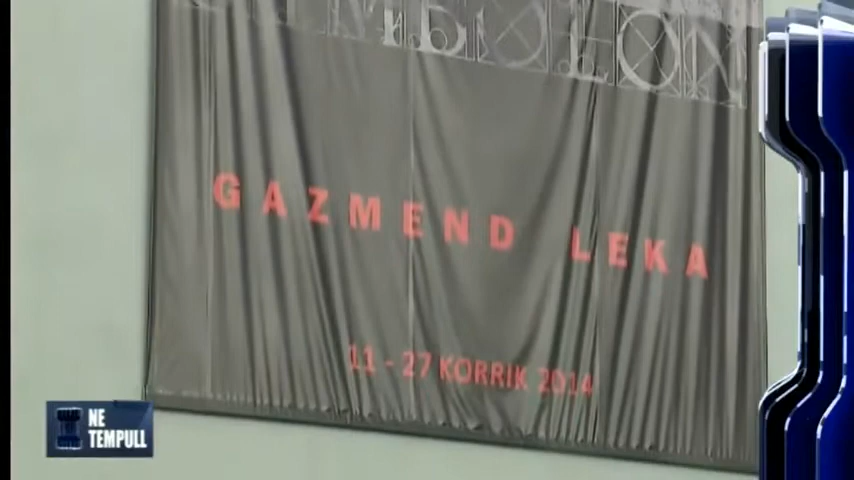 GAZMEND LEKA
11 - 27 KORRIK 2014
NE
TEMPULL